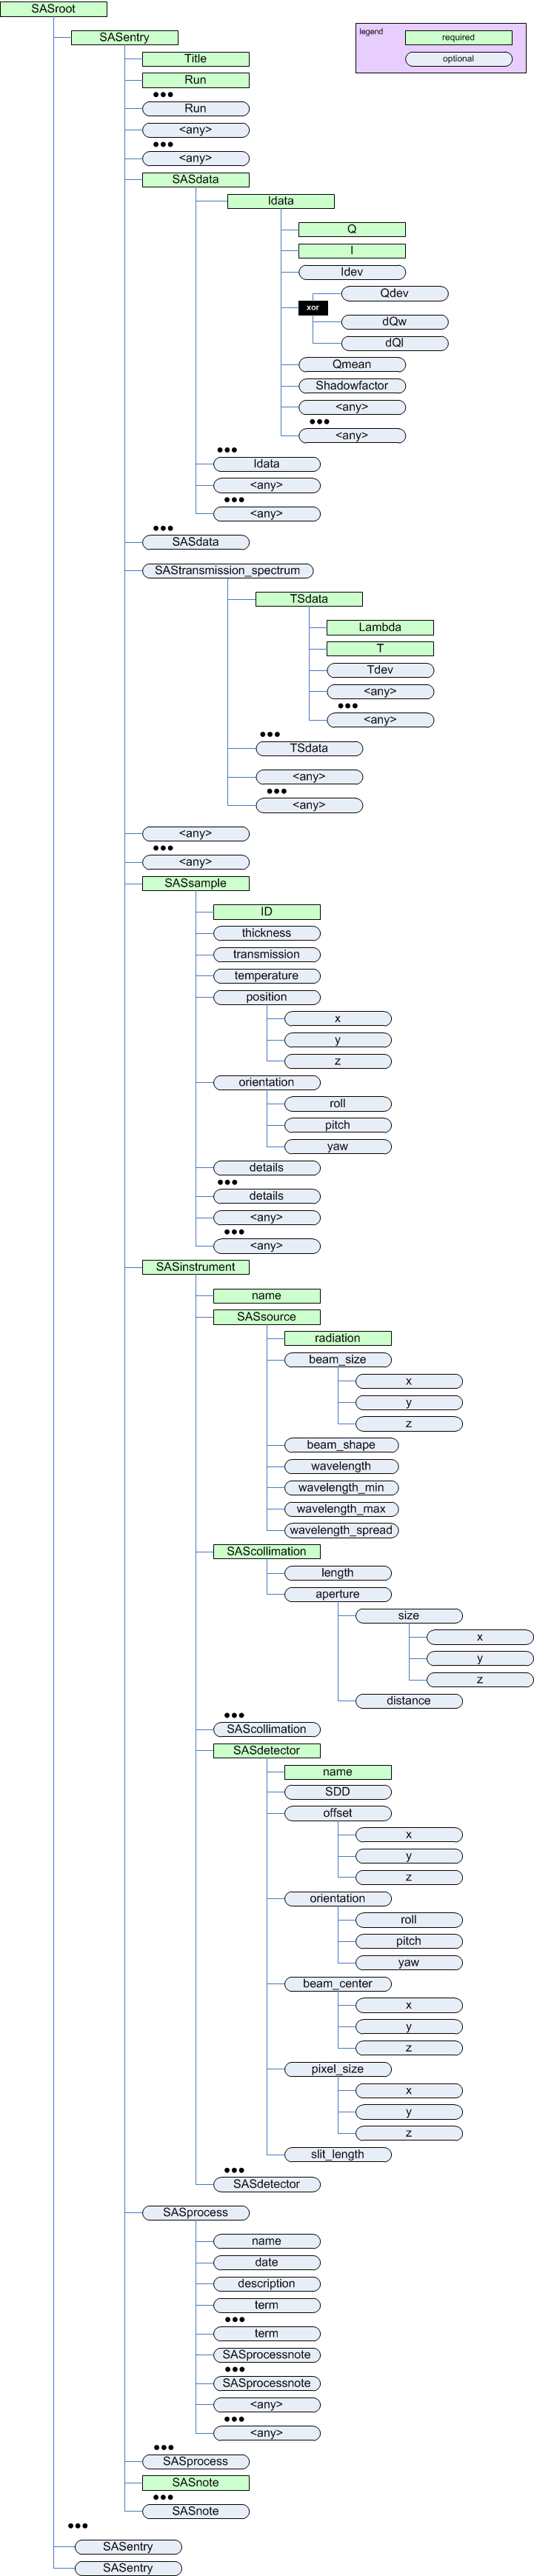 SASroot
SASentry
legend
required
optional
Title
Run
•••
Run
<any>
•••
<any>
SASdata
Idata
Q
I
Idev
Qdev
xor
dQw
dQl
Qmean
Shadowfactor
<any>
•••
<any>
•••
Idata
<any>
•••
<any>
•••
SASdata
SAStransmission_spectrum
TSdata
Lambda
T
Tdev
<any>
•••
<any>
•••
TSdata
<any>
•••
<any>
<any>
•••
<any>
SASsample
ID
thickness
transmission
temperature
position
x
y
z
orientation
roll
pitch
yaw
details
•••
details
<any>
•••
<any>
SASinstrument
name
SASsource
radiation
beam_size
x
y
z
beam_shape
wavelength
wavelength_min
wavelength_max
wavelength_spread
SAScollimation
length
aperture
size
x
y
z
distance
•••
SAScollimation
SASdetector
name
SDD
offset
x
y
z
orientation
roll
pitch
yaw
beam_center
x
y
z
pixel_size
x
y
z
slit_length
•••
SASdetector
SASprocess
name
date
description
term
•••
term
SASprocessnote
•••
SASprocessnote
<any>
•••
<any>
•••
SASprocess
SASnote
•••
SASnote
•••
SASentry
SASentry